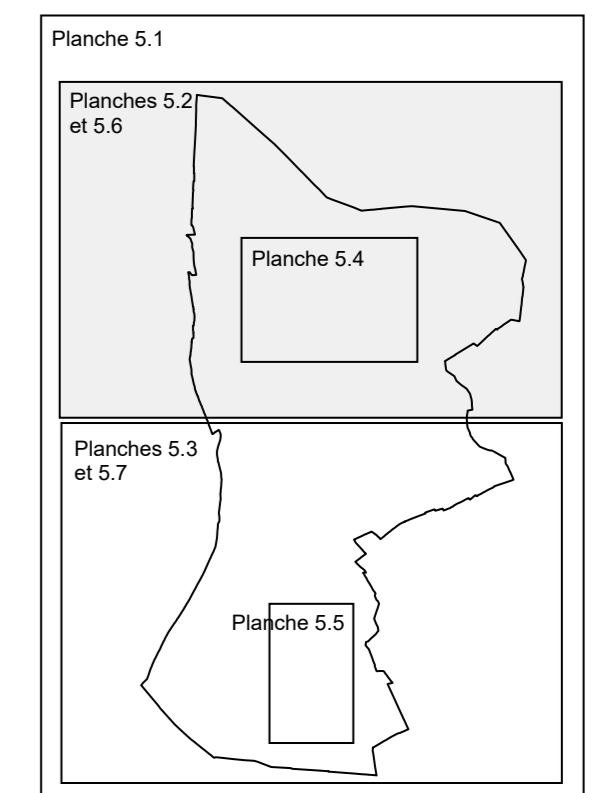 Planche 5.1
Planches 5.2
et 5.6
Planche 5.4
Planches 5.3
et 5.7
Planche 5.5